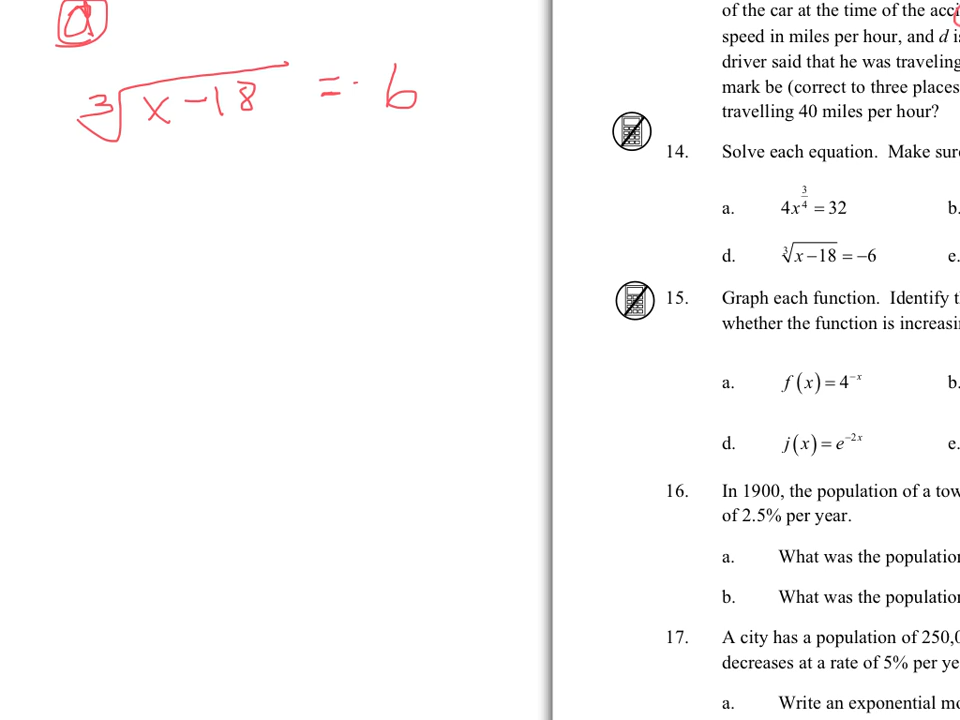 d
∛x-18 = -6
of the car at the time of the acci
speed in miles per hour, and d i
driver said that he was traveling
mark be (correct to three places
travelling 40 miles per hour?
14. Solve each equation. Make sur
a. 4x^(3/4) = 32 b.
d. ∛x-18 = -6 e.
15. Graph each function. Identify t
whether the function is increasi
a. f(x) = 4^(-x) b.
d. j(x) = e^(-2x) e.
16. In 1900, the population of a tow
of 2.5% per year.
a. What was the population
b. What was the population
17. A city has a population of 250,0
decreases at a rate of 5% per ye
a. Write an exponential mo